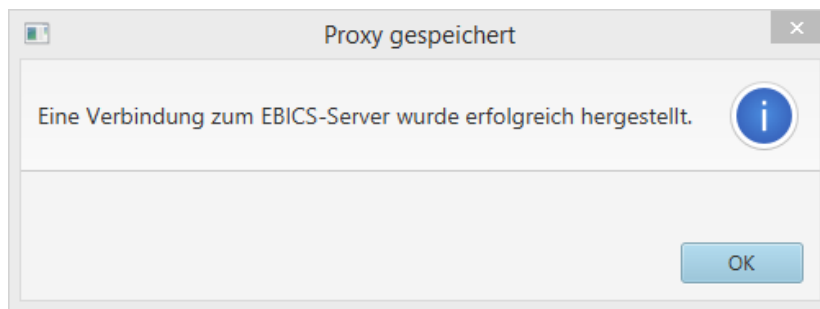 Proxy gespeichert
Eine Verbindung zum EBICS-Server wurde erfolgreich hergestellt.
OK